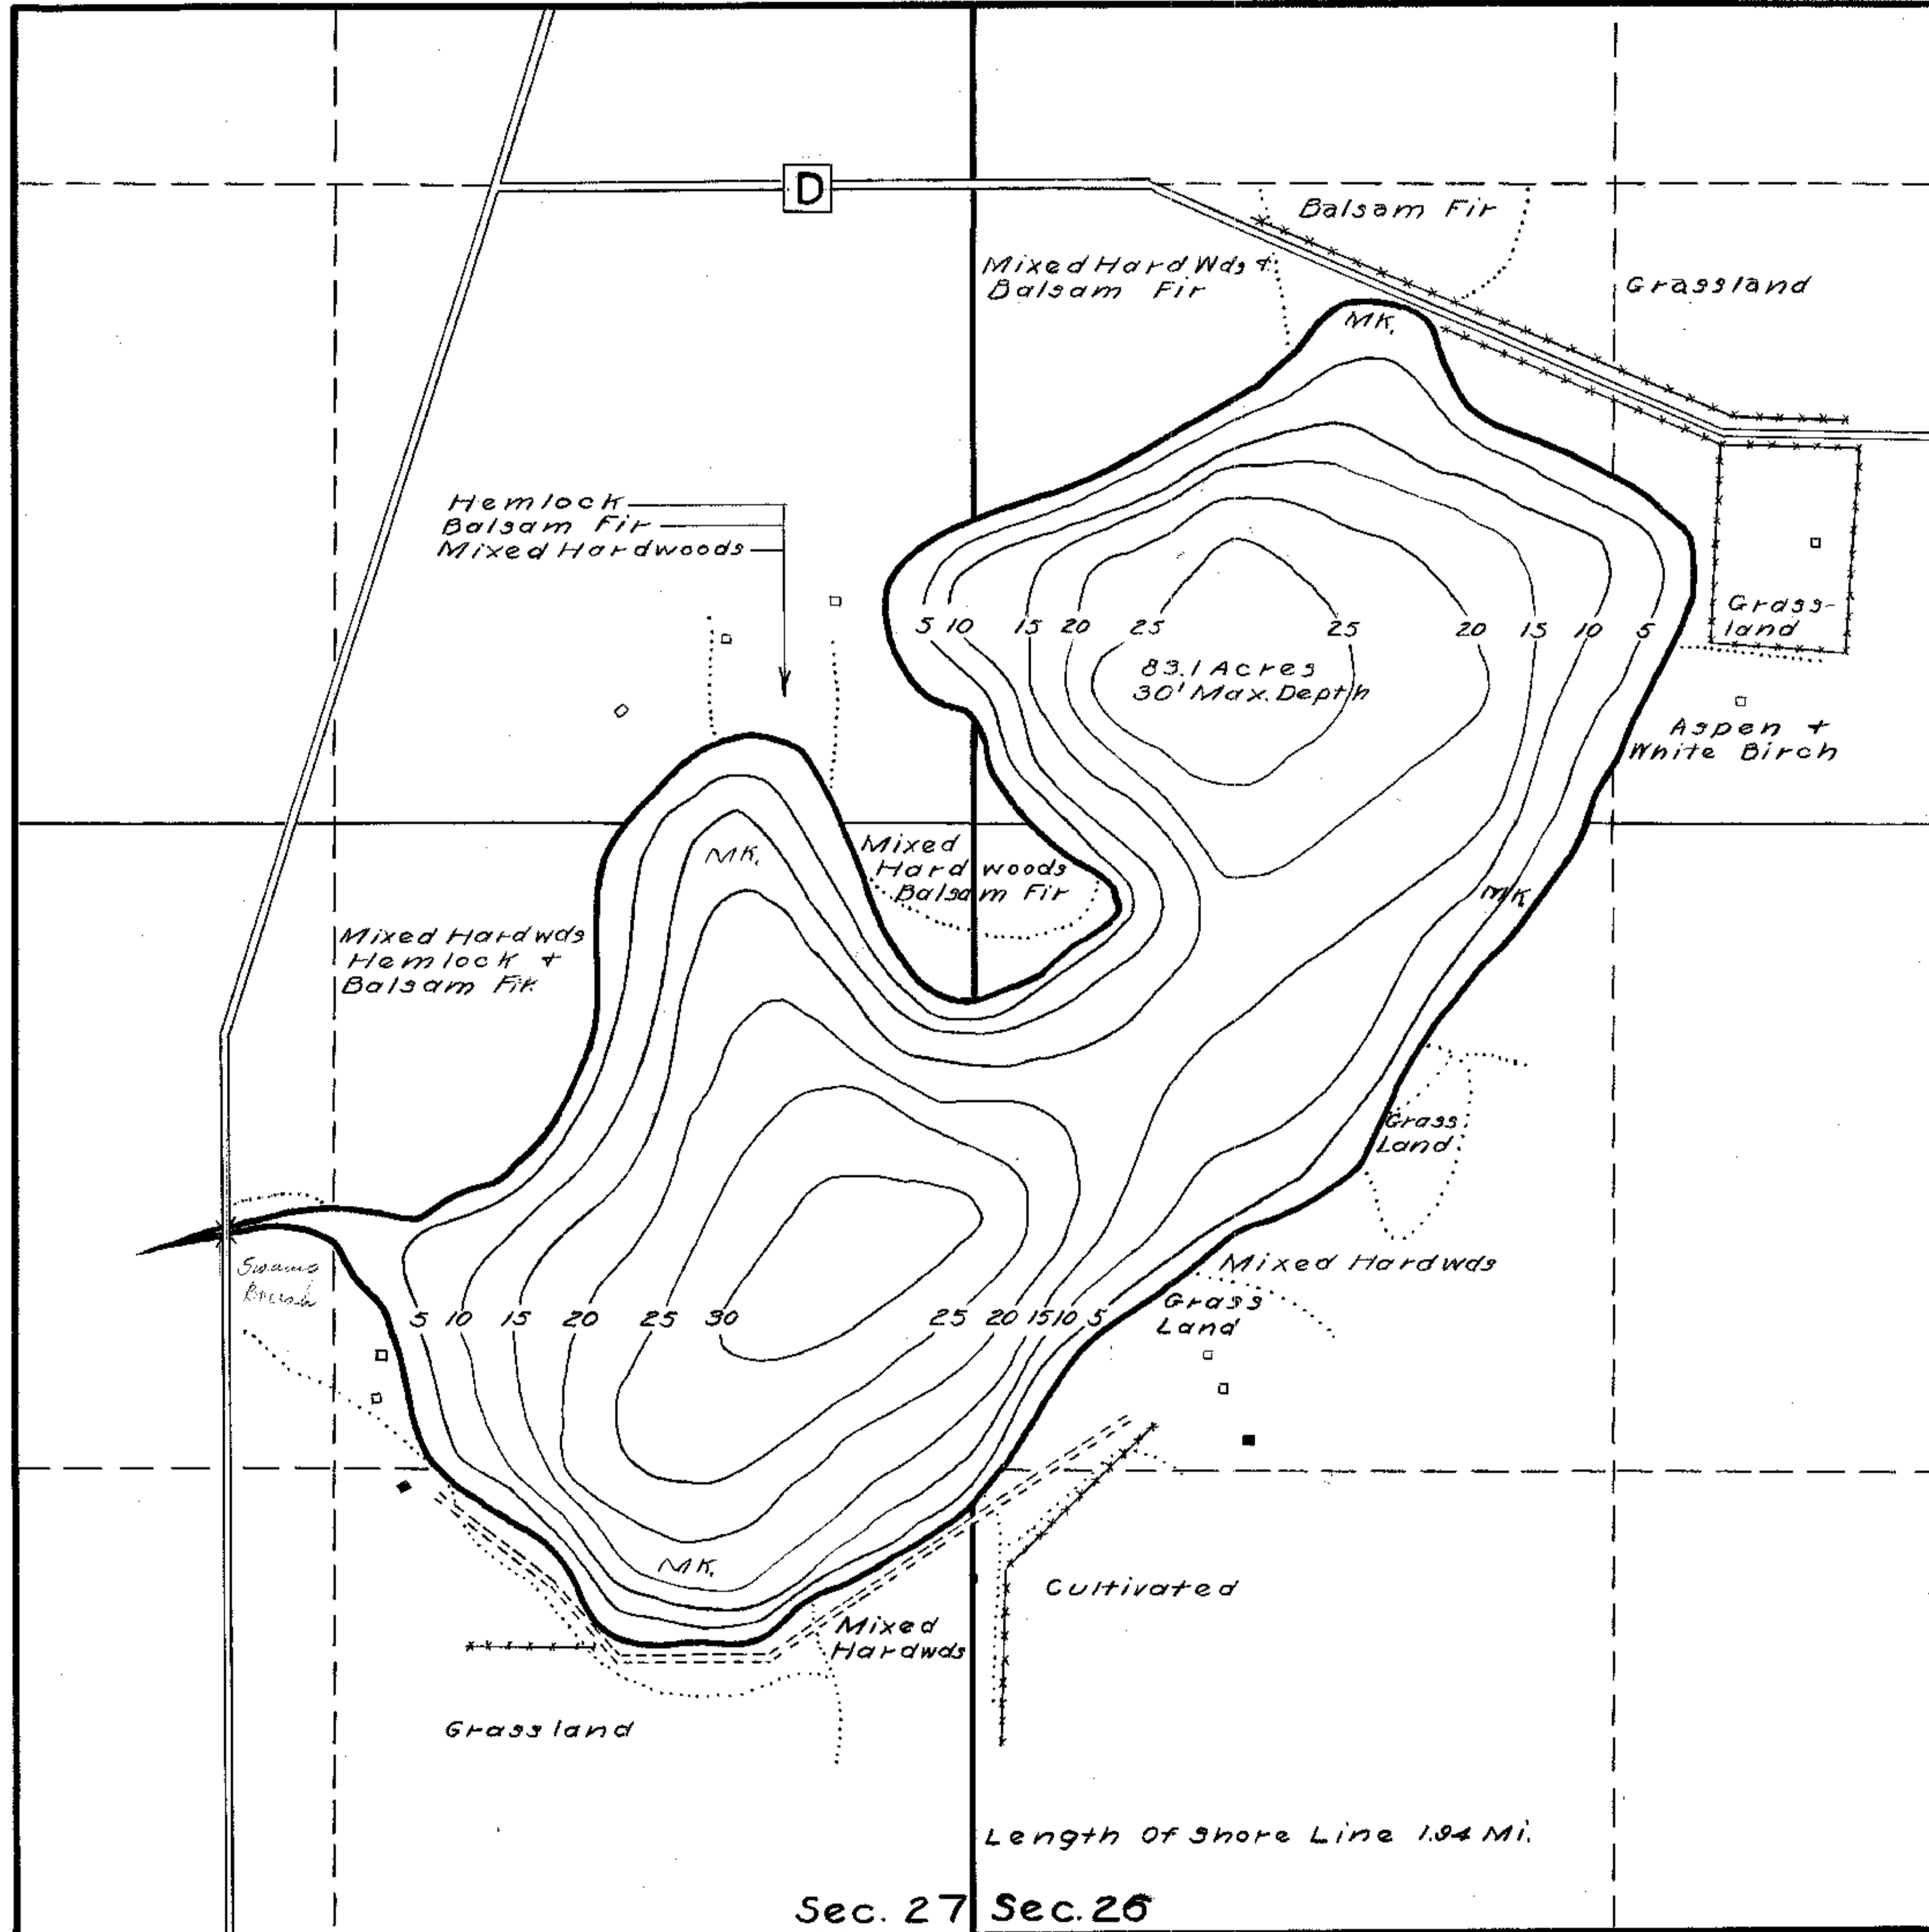 D
Balsam Fir
Mixed Hard Wds +
Balsam Fir
Grassland
MK.
Hemlock
Balsam Fir
Mixed Hardwoods
5 10 15 20 25 25 20 15 10 5
Grass-
land
83.1 Acres
30' Max. Depth
Aspen +
White Birch
MK.
Mixed
Hard woods
Balsam Fir
MK.
Mixed Hardwds
Hemlock +
Balsam Fir
Grass
Land
Swamp
Brush
Mixed Hardwds
Grass
Land
5 10 15 20 25 30 25 20 15 10 5
MK.
Cultivated
Mixed
Hardwds
Grassland
Length Of Shore Line 1.94 Mi.
Sec. 27 Sec. 26